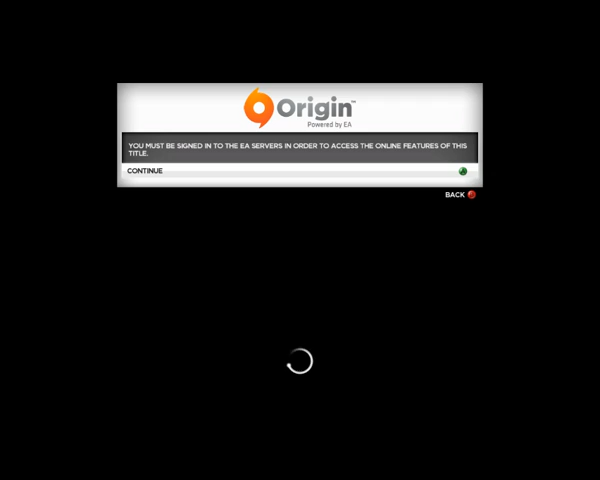 Origin™
Powered by EA
YOU MUST BE SIGNED IN TO THE EA SERVERS IN ORDER TO ACCESS THE ONLINE FEATURES OF THIS
TITLE.
CONTINUE A
BACK